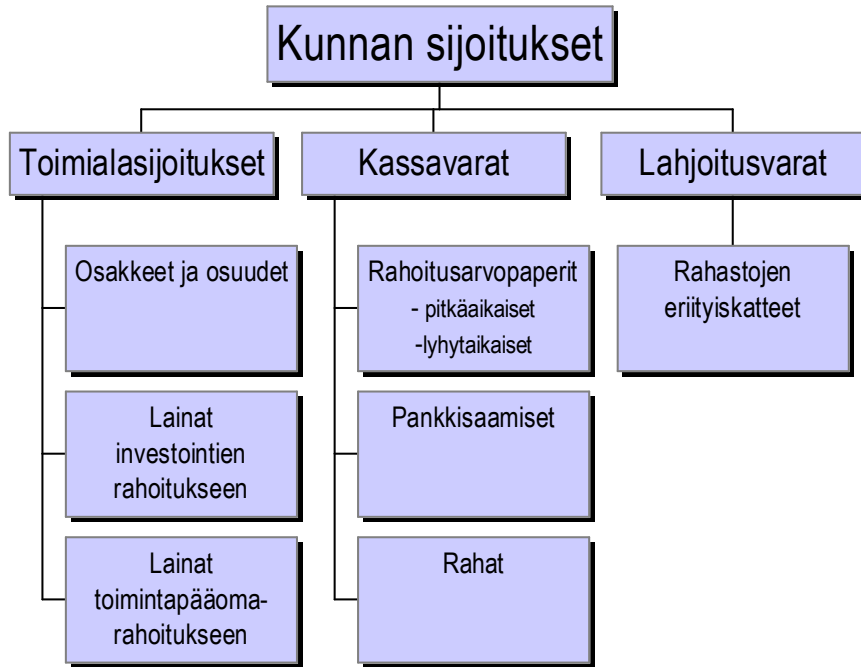 Kunnan sijoitukset
Toimialasijoitukset
Kassavarat
Lahjoitusvarat
Osakkeet ja osuudet
Lainat
investointien
rahoitukseen
Lainat
toimintapääoma-
rahoitukseen
Rahoitusarvopaperit
- pitkäaikaiset
-lyhytaikaiset
Pankkisaamiset
Rahat
Rahastojen
eriityiskatteet